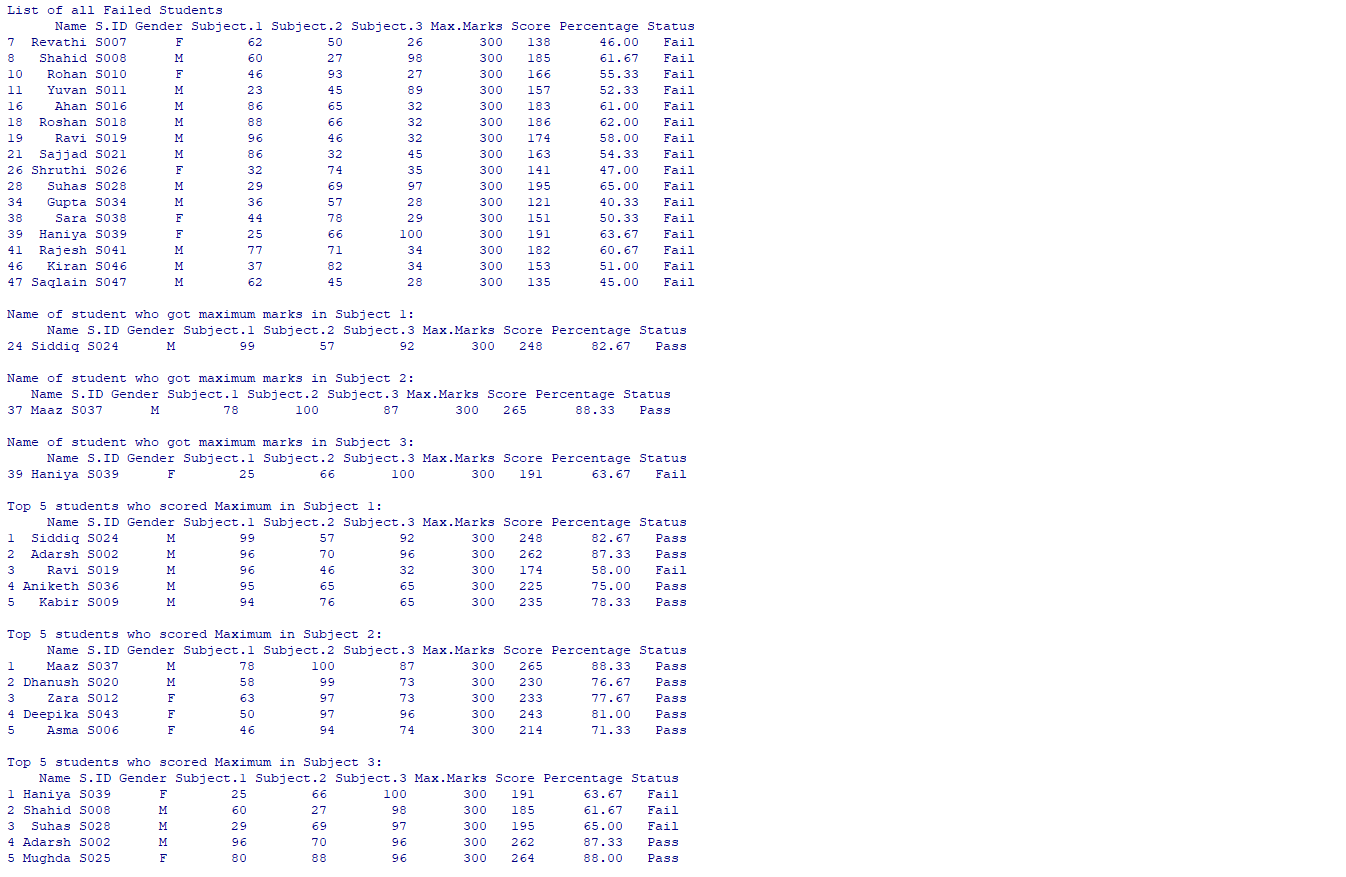 List of all Failed Students
      Name S.ID Gender Subject.1 Subject.2 Subject.3 Max.Marks Score Percentage Status
7  Revathi S007      F        62        50        26       300   138      46.00   Fail
8   Shahid S008      M        60        27        98       300   185      61.67   Fail
10   Rohan S010      F        46        93        27       300   166      55.33   Fail
11   Yuvan S011      M        23        45        89       300   157      52.33   Fail
16    Ahan S016      M        86        65        32       300   183      61.00   Fail
18  Roshan S018      M        88        66        32       300   186      62.00   Fail
19    Ravi S019      M        96        46        32       300   174      58.00   Fail
21  Sajjad S021      M        86        32        45       300   163      54.33   Fail
26 Shruthi S026      F        32        74        35       300   141      47.00   Fail
28   Suhas S028      M        29        69        97       300   195      65.00   Fail
34   Gupta S034      M        36        57        28       300   121      40.33   Fail
38    Sara S038      F        44        78        29       300   151      50.33   Fail
39  Haniya S039      F        25        66       100       300   191      63.67   Fail
41  Rajesh S041      M        77        71        34       300   182      60.67   Fail
46   Kiran S046      M        37        82        34       300   153      51.00   Fail
47 Saqlain S047      M        62        45        28       300   135      45.00   Fail

Name of student who got maximum marks in Subject 1:
     Name S.ID Gender Subject.1 Subject.2 Subject.3 Max.Marks Score Percentage Status
24 Siddiq S024      M        99        57        92       300   248      82.67   Pass

Name of student who got maximum marks in Subject 2:
   Name S.ID Gender Subject.1 Subject.2 Subject.3 Max.Marks Score Percentage Status
37 Maaz S037      M        78       100        87       300   265      88.33   Pass

Name of student who got maximum marks in Subject 3:
     Name S.ID Gender Subject.1 Subject.2 Subject.3 Max.Marks Score Percentage Status
39 Haniya S039      F        25        66       100       300   191      63.67   Fail

Top 5 students who scored Maximum in Subject 1:
     Name S.ID Gender Subject.1 Subject.2 Subject.3 Max.Marks Score Percentage Status
1  Siddiq S024      M        99        57        92       300   248      82.67   Pass
2  Adarsh S002      M        96        70        96       300   262      87.33   Pass
3    Ravi S019      M        96        46        32       300   174      58.00   Fail
4 Aniketh S036      M        95        65        65       300   225      75.00   Pass
5   Kabir S009      M        94        76        65       300   235      78.33   Pass

Top 5 students who scored Maximum in Subject 2:
     Name S.ID Gender Subject.1 Subject.2 Subject.3 Max.Marks Score Percentage Status
1    Maaz S037      M        78       100        87       300   265      88.33   Pass
2 Dhanush S020      M        58        99        73       300   230      76.67   Pass
3    Zara S012      F        63        97        73       300   233      77.67   Pass
4 Deepika S043      F        50        97        96       300   243      81.00   Pass
5    Asma S006      F        46        94        74       300   214      71.33   Pass

Top 5 students who scored Maximum in Subject 3:
    Name S.ID Gender Subject.1 Subject.2 Subject.3 Max.Marks Score Percentage Status
1 Haniya S039      F        25        66       100       300   191      63.67   Fail
2 Shahid S008      M        60        27        98       300   185      61.67   Fail
3  Suhas S028      M        29        69        97       300   195      65.00   Fail
4 Adarsh S002      M        96        70        96       300   262      87.33   Pass
5 Mughda S025      F        80        88        96       300   264      88.00   Pass